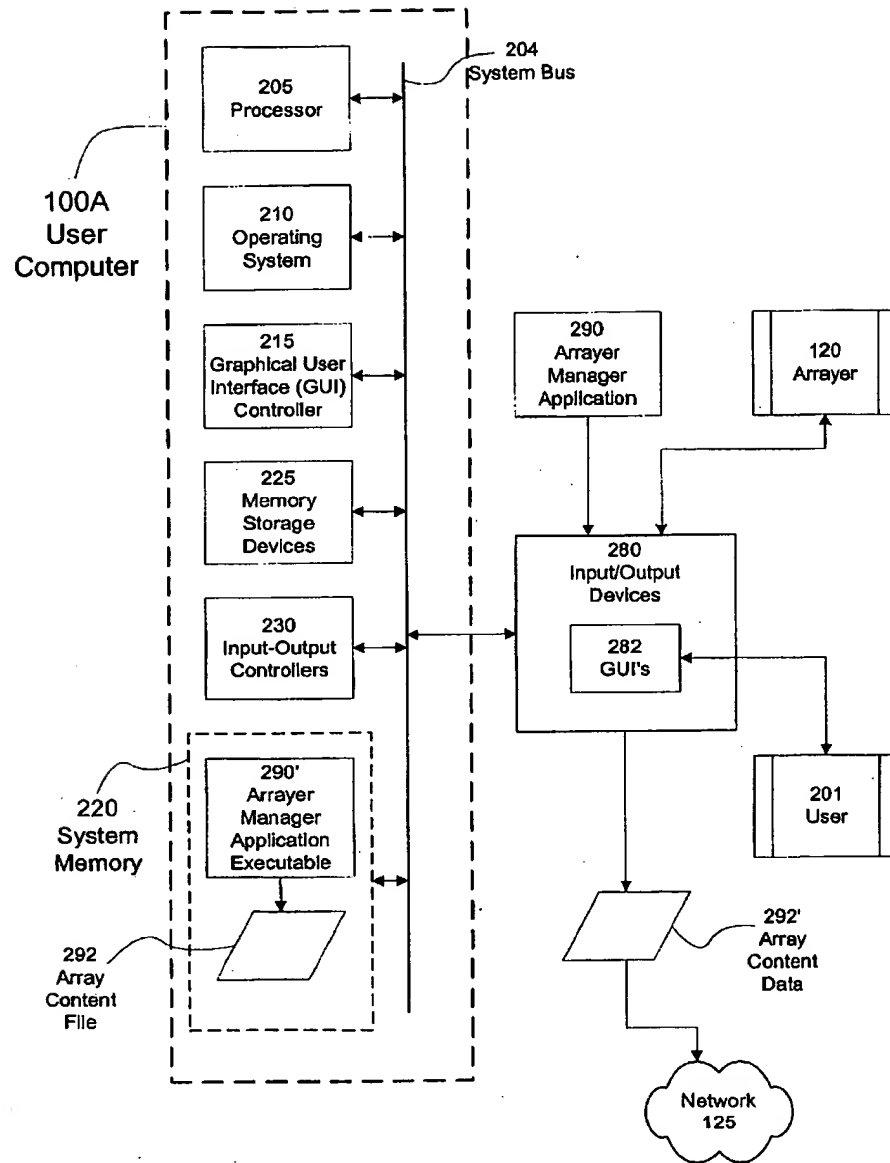 204
System Bus
205
Processor
100A
User
Computer
210
Operating
System
215
Graphical User
Interface (GUI)
Controller
290
Arrayer
Manager
Application
120
Arrayer
225
Memory
Storage
Devices
280
Input/Output
Devices
230
Input-Output
Controllers
282
GUI's
220
System
Memory
290'
Arrayer
Manager
Application
Executable
201
User
292
Array
Content
File
292'
Array
Content
Data
Network
125